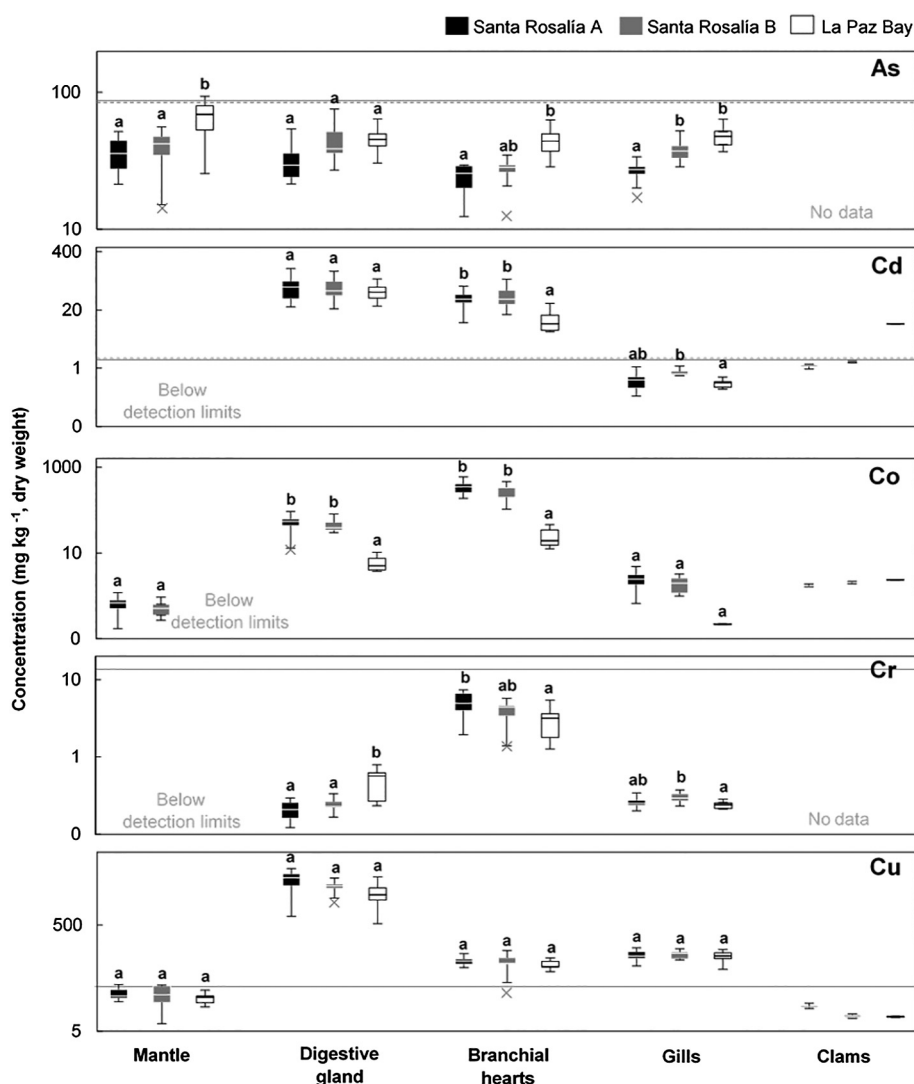 Santa Rosalía A Santa Rosalía B La Paz Bay
Concentration (mg kg ⁻¹, dry weight)
As
100
10
a a b
a a a
a ab b
a b b
No data
Cd
400
20
1
0
Below
detection limits
a a a
b b a
ab b a
Co
1000
10
0
a a
Below
detection limits
b b a
b b a
a a a
Cr
10
1
0
Below
detection limits
a a b
b ab a
ab b a
No data
Cu
500
5
a a a
a a a
a a a
a a a
Mantle
Digestive
gland
Branchial
hearts
Gills
Clams